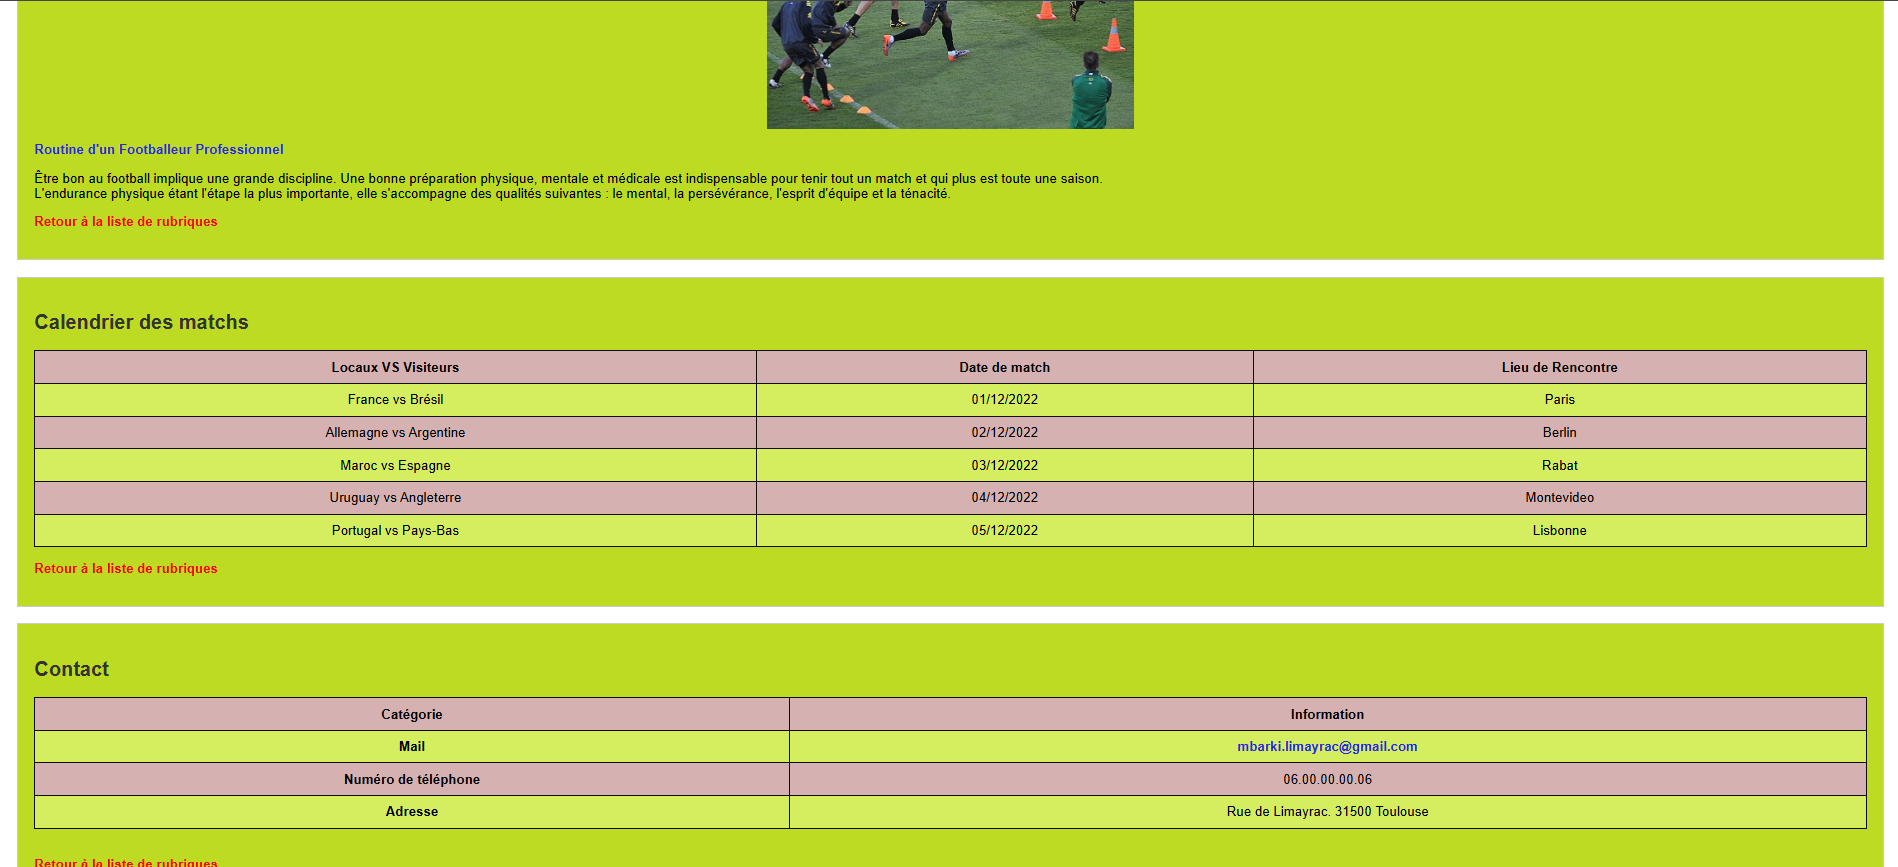 Routine d'un Footballeur Professionnel
Être bon au football implique une grande discipline. Une bonne préparation physique, mentale et médicale est indispensable pour tenir tout un match et qui plus est toute une saison.
L'endurance physique étant l'étape la plus importante, elle s'accompagne des qualités suivantes : le mental, la persévérance, l'esprit d'équipe et la ténacité.
Retour à la liste de rubriques
Calendrier des matchs
Locaux VS Visiteurs Date de match Lieu de Rencontre
France vs Brésil 01/12/2022 Paris
Allemagne vs Argentine 02/12/2022 Berlin
Maroc vs Espagne 03/12/2022 Rabat
Uruguay vs Angleterre 04/12/2022 Montevideo
Portugal vs Pays-Bas 05/12/2022 Lisbonne
Retour à la liste de rubriques
Contact
Catégorie Information
Mail mbarki.limayrac@gmail.com
Numéro de téléphone 06.00.00.00.06
Adresse Rue de Limayrac. 31500 Toulouse
Retour à la liste de rubriques